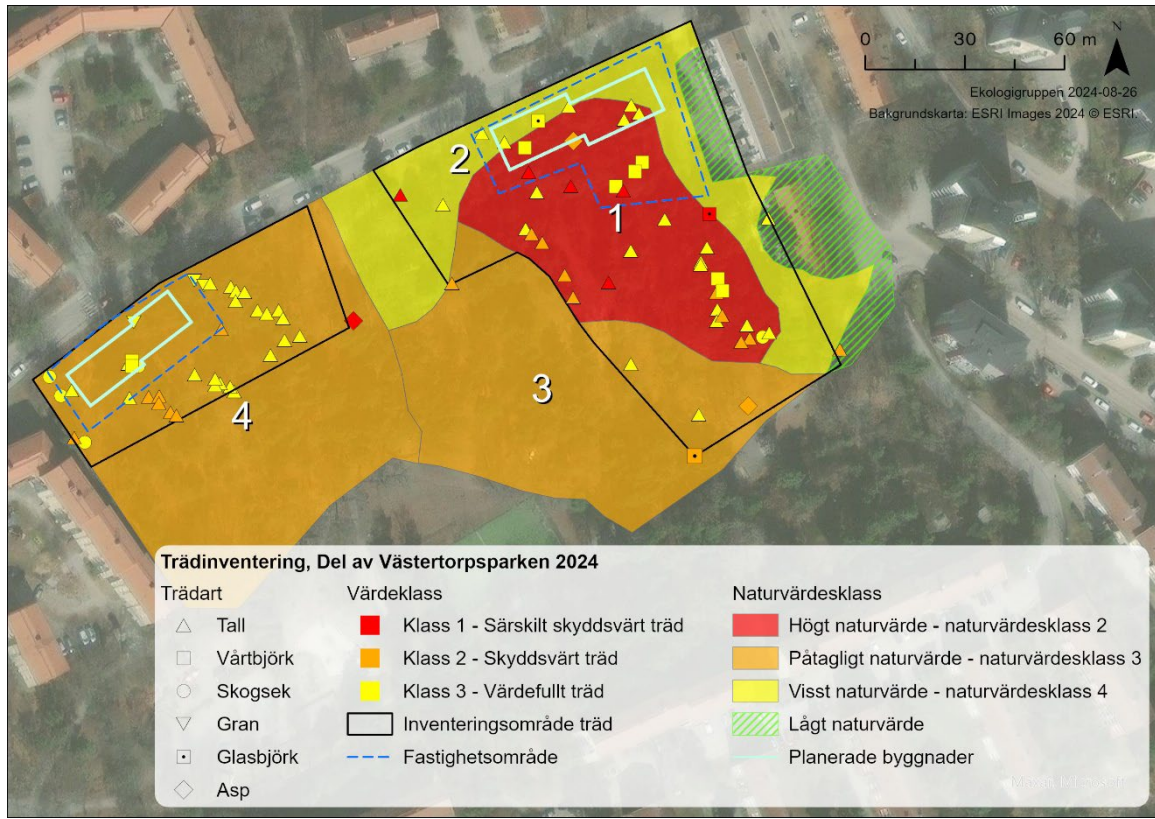 N
0 30 60 m
Ekologigruppen 2024-08-26
Bakgrundskarta: ESRI Images 2024 © ESRI.
2
1
3
4
Trädinventering, Del av Västertorpsparken 2024
Trädart Värdeklass Naturvärdesklass
Tall Klass 1 - Särskilt skyddsvärt träd Högt naturvärde - naturvärdesklass 2
Vårtbjörk Klass 2 - Skyddsvärt träd Påtagligt naturvärde - naturvärdesklass 3
Skogsek Klass 3 - Värdefullt träd Visst naturvärde - naturvärdesklass 4
Gran Inventeringsområde träd Lågt naturvärde
Glasbjörk Fastighetsområde Planerade byggnader
Asp